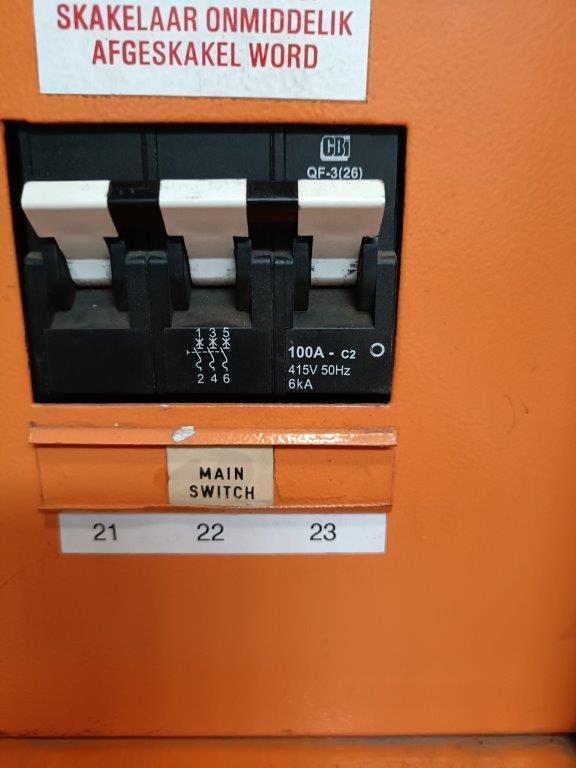 SKAKELAAR ONMIDDELIK
AFGESKAKEL WORD
CBi
QF-3(26)
1 3 5
2 4 6
100A - C2
415V 50Hz
6kA
MAIN
SWITCH
21 22 23